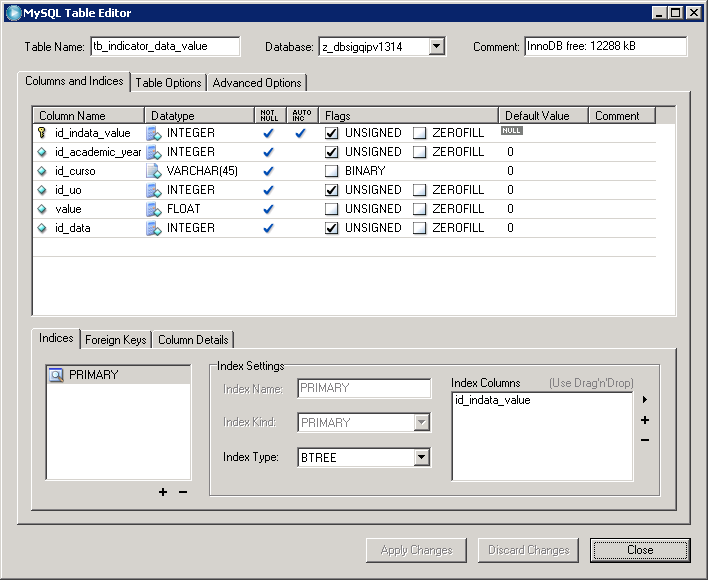 MySQL Table Editor
Table Name: tb_indicator_data_value Database: z_dbsigqipv1314 Comment: InnoDB free: 12288 kB
Columns and Indices Table Options Advanced Options
Column Name Datatype NOT NULL AUTO INC Flags Default Value Comment
id_indata_value INTEGER UNSIGNED ZEROFILL NULL
id_academic_year INTEGER UNSIGNED ZEROFILL 0
id_curso VARCHAR(45) BINARY 0
id_uo INTEGER UNSIGNED ZEROFILL 0
value FLOAT UNSIGNED ZEROFILL 0
id_data INTEGER UNSIGNED ZEROFILL 0
Indices Foreign Keys Column Details
PRIMARY
Index Settings
Index Name: PRIMARY
Index Kind: PRIMARY
Index Type: BTREE
Index Columns (Use Drag'n'Drop)
id_indata_value
Apply Changes Discard Changes Close